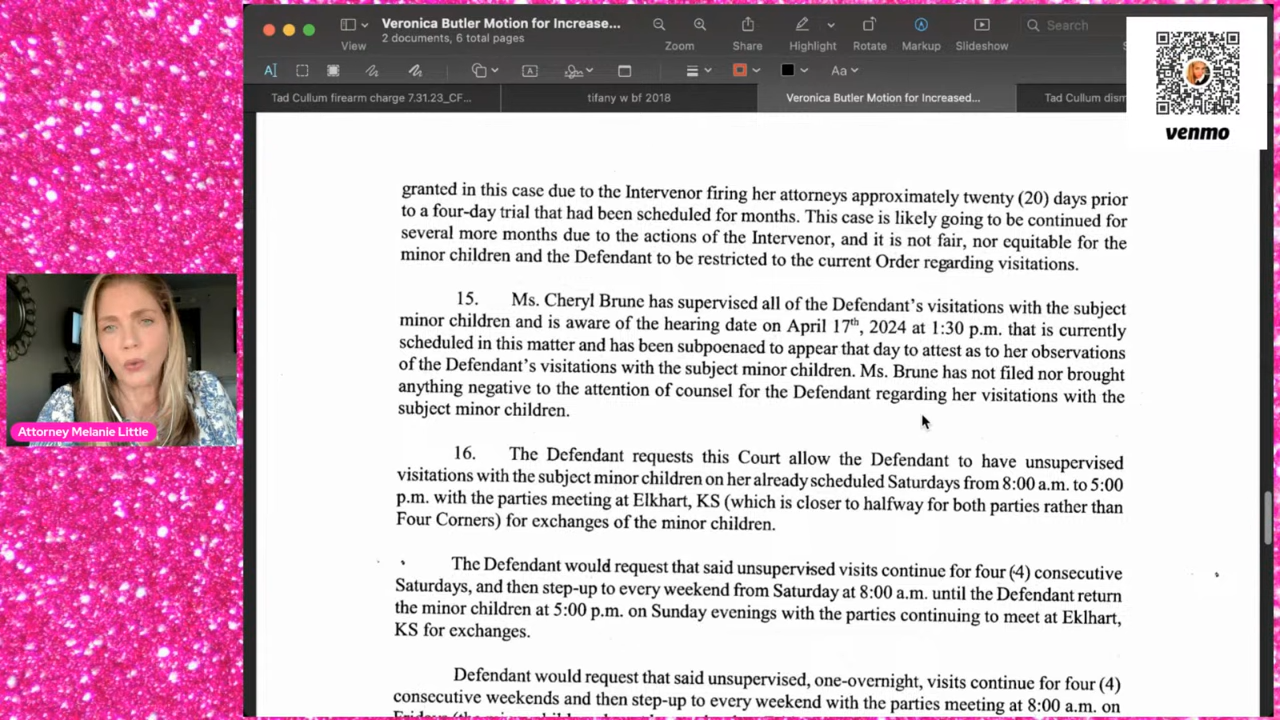 Veronica Butler Motion for Increase...
2 documents, 6 total pages
View
Zoom
Share
Highlight
Rotate
Markup
Slideshow
Search
Aa
Tad Cullum firearm charge 7.31.23_CF...
tifany w bf 2018
Veronica Butler Motion for Increased...
Tad Cullum dism
venmo
granted in this case due to the Intervenor firing her attorneys approximately twenty (20) days prior
to a four-day trial that had been scheduled for months. This case is likely going to be continued for
several more months due to the actions of the Intervenor, and it is not fair, nor equitable for the
minor children and the Defendant to be restricted to the current Order regarding visitations.
15. Ms. Cheryl Brune has supervised all of the Defendant's visitations with the subject
minor children and is aware of the hearing date on April 17th, 2024 at 1:30 p.m. that is currently
scheduled in this matter and has been subpoenaed to appear that day to attest as to her observations
of the Defendant's visitations with the subject minor children. Ms. Brune has not filed nor brought
anything negative to the attention of counsel for the Defendant regarding her visitations with the
subject minor children.
16. The Defendant requests this Court allow the Defendant to have unsupervised
visitations with the subject minor children on her already scheduled Saturdays from 8:00 a.m. to 5:00
p.m. with the parties meeting at Elkhart, KS (which is closer to halfway for both parties rather than
Four Corners) for exchanges of the minor children.
The Defendant would request that said unsupervised visits continue for four (4) consecutive
Saturdays, and then step-up to every weekend from Saturday at 8:00 a.m. until the Defendant return
the minor children at 5:00 p.m. on Sunday evenings with the parties continuing to meet at Eklhart,
KS for exchanges.
Defendant would request that said unsupervised, one-overnight, visits continue for four (4)
consecutive weekends and then step-up to every weekend with the parties meeting at 8:00 a.m. on
Attorney Melanie Little